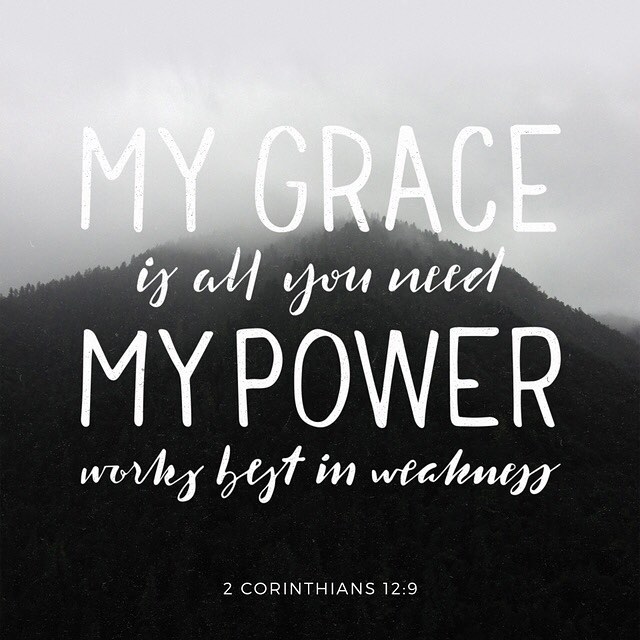 MY GRACE
is all you need
MY POWER
works best in weakness
2 CORINTHIANS 12:9